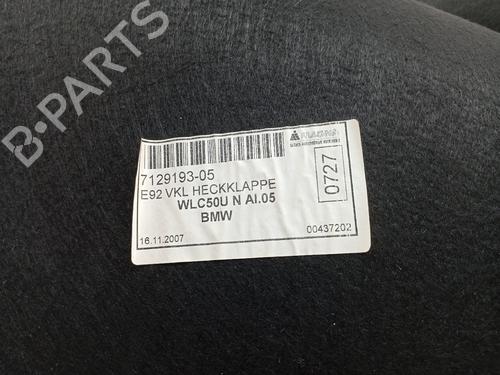 B-PARTS
7129193-05
E92 VKL HECKKLAPPE
WLC50U N AI.05
BMW
16.11.2007
0727
00437202